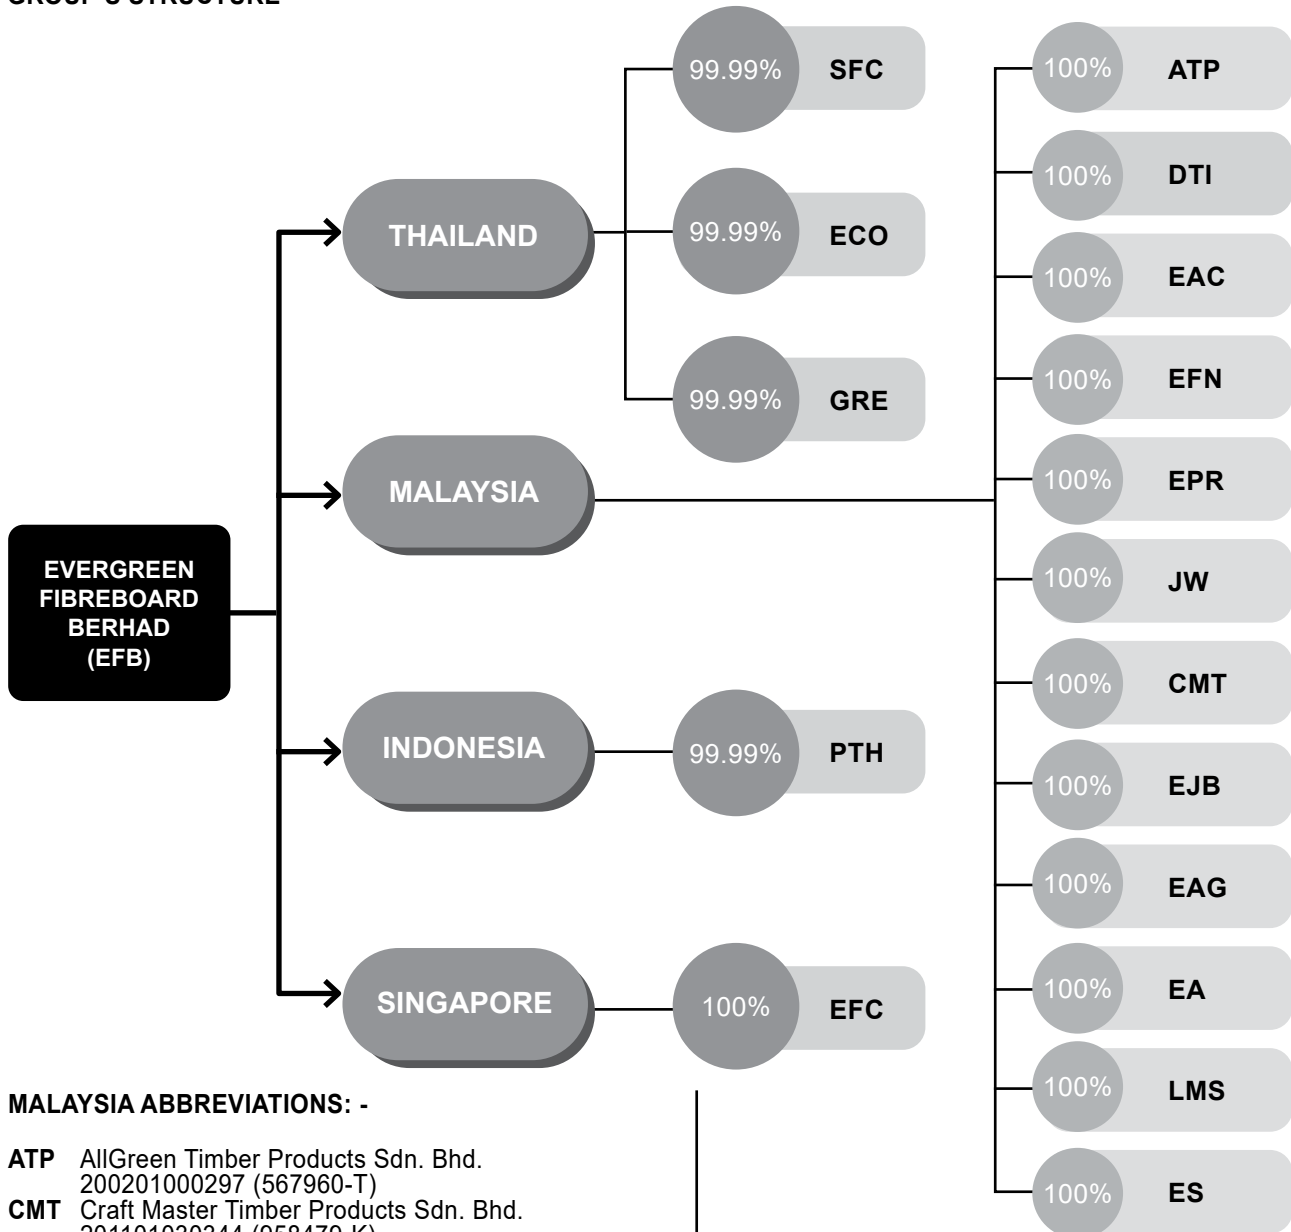 GROUP'S STRUCTURE
EVERGREEN
FIBREBOARD
BERHAD
(EFB)
THAILAND
99.99% SFC
99.99% ECO
99.99% GRE
MALAYSIA
100% ATP
100% DTI
100% EAC
100% EFN
100% EPR
100% JW
100% CMT
100% EJB
100% EAG
100% EA
100% LMS
100% ES
INDONESIA
99.99% PTH
SINGAPORE
100% EFC
MALAYSIA ABBREVIATIONS: -
ATP AllGreen Timber Products Sdn. Bhd.
200201000297 (567960-T)
CMT Craft Master Timber Products Sdn. Bhd.